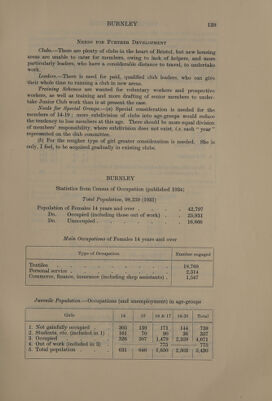 BURNLEY 139
NEEDS FOR FURTHER DEVELOPMENT
Clubs.—There are plenty of clubs in the heart of Bristol, but new housing
areas are unable to cater for members, owing to lack of helpers, and more
particularly leaders, who have a considerable distance to travel, to undertake
work.
Leaders.—There is need for paid, qualified club leaders, who can give
their whole time to running a club in new areas.
Training Schemes are wanted for voluntary workers and prospective
workers, as well as training and more drafting of senior members to under-
take Junior Club work than is at present the case.
Needs for Special Groups.—(a) Special consideration is needed for the
members of 14-19; more subdivision of clubs into age-groups would reduce
the tendency to lose members at this age. There should be more equal division
of members' responsibility, where subdivision does not exist, i.e. each "year"
represented on the club committee.
(b) For the rougher type of girl greater consideration is needed. She is
only, I feel, to be acquired gradually in existing clubs.
BURNLEY
Statistics from Census of Occupation (published 1934)
Total Population, 98,259 (1931)
Population of Females 14 years and over . . 42,797
Do. Occupied (including those out of work) . . 25,931
Do. Unoccupied . . 16,866
Main Occupations of Females 14 years and over
Type of Occupation Number engaged
Textiles 18,769
Personal service 2,314
Commerce, finance, insurance (including shop assistants) 1,547
Juvenile Population—Occupations (and unemployment) in age-groups
Girls 14 15 16 & 17 18-20 Total
1. Not gainfully occupied 305 139 171 144
2. Students, etc. (included in 1) 161 70 90 36 357
3. Occupied 326 507 1,479 2,359 4,671
4. Out of work (included in 3) 773 773
5. Total population 631 646 1,650 2,503 5,430